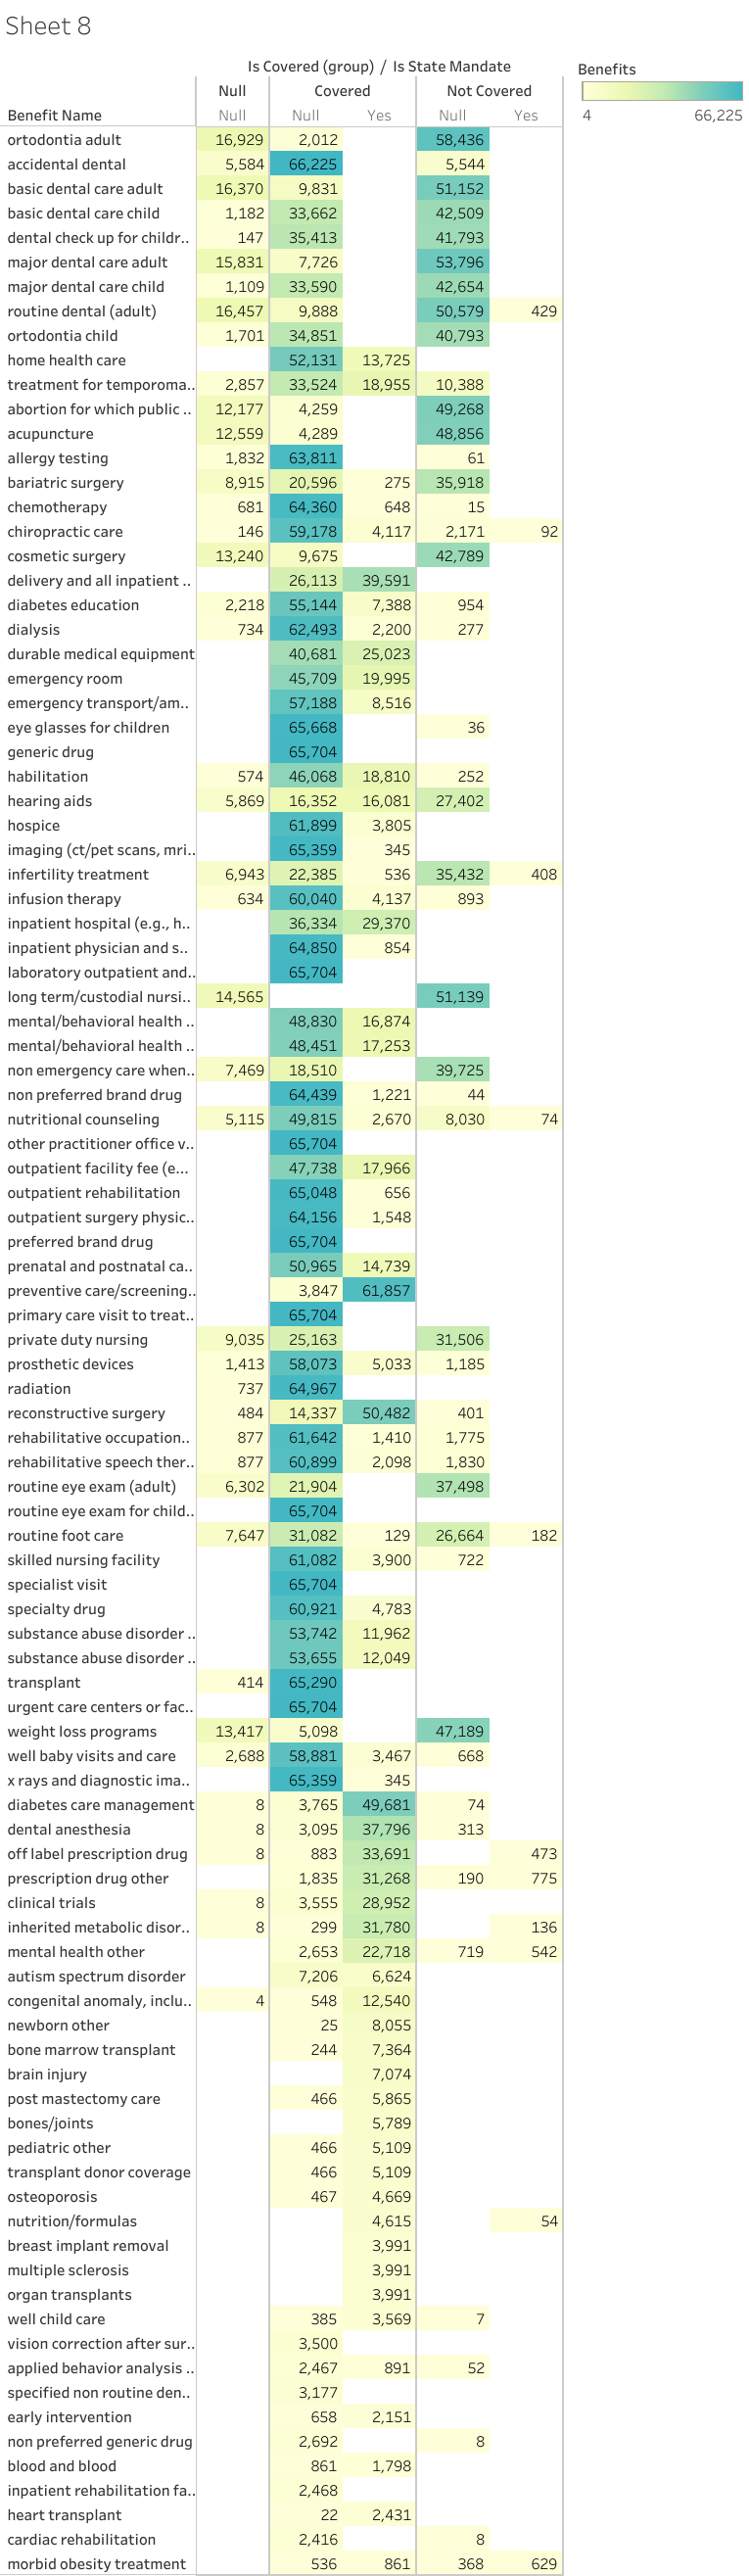 Sheet 8
Is Covered (group) / Is State Mandate
Benefits
Null Covered Not Covered
Benefit Name Null Null Yes Null Yes
4 66,225
ortodontia adult 16,929 2,012 58,436
accidental dental 5,584 66,225 5,544
basic dental care adult 16,370 9,831 51,152
basic dental care child 1,182 33,662 42,509
dental check up for childr.. 147 35,413 41,793
major dental care adult 15,831 7,726 53,796
major dental care child 1,109 33,590 42,654
routine dental (adult) 16,457 9,888 50,579 429
ortodontia child 1,701 34,851 40,793
home health care 52,131 13,725
treatment for temporoma.. 2,857 33,524 18,955 10,388
abortion for which public .. 12,177 4,259 49,268
acupuncture 12,559 4,289 48,856
allergy testing 1,832 63,811 61
bariatric surgery 8,915 20,596 275 35,918
chemotherapy 681 64,360 648 15
chiropractic care 146 59,178 4,117 2,171 92
cosmetic surgery 13,240 9,675 42,789
delivery and all inpatient .. 26,113 39,591
diabetes education 2,218 55,144 7,388 954
dialysis 734 62,493 2,200 277
durable medical equipment 40,681 25,023
emergency room 45,709 19,995
emergency transport/am.. 57,188 8,516
eye glasses for children 65,668 36
generic drug 65,704
habilitation 574 46,068 18,810 252
hearing aids 5,869 16,352 16,081 27,402
hospice 61,899 3,805
imaging (ct/pet scans, mri.. 65,359 345
infertility treatment 6,943 22,385 536 35,432 408
infusion therapy 634 60,040 4,137 893
inpatient hospital (e.g., h.. 36,334 29,370
inpatient physician and s.. 64,850 854
laboratory outpatient and.. 65,704
long term/custodial nursi.. 14,565 51,139
mental/behavioral health .. 48,830 16,874
mental/behavioral health .. 48,451 17,253
non emergency care when.. 7,469 18,510 39,725
non preferred brand drug 64,439 1,221 44
nutritional counseling 5,115 49,815 2,670 8,030 74
other practitioner office v.. 65,704
outpatient facility fee (e... 47,738 17,966
outpatient rehabilitation 65,048 656
outpatient surgery physic.. 64,156 1,548
preferred brand drug 65,704
prenatal and postnatal ca.. 50,965 14,739
preventive care/screening.. 3,847 61,857
primary care visit to treat.. 65,704
private duty nursing 9,035 25,163 31,506
prosthetic devices 1,413 58,073 5,033 1,185
radiation 737 64,967
reconstructive surgery 484 14,337 50,482 401
rehabilitative occupation.. 877 61,642 1,410 1,775
rehabilitative speech ther.. 877 60,899 2,098 1,830
routine eye exam (adult) 6,302 21,904 37,498
routine eye exam for child.. 65,704
routine foot care 7,647 31,082 129 26,664 182
skilled nursing facility 61,082 3,900 722
specialist visit 65,704
specialty drug 60,921 4,783
substance abuse disorder .. 53,742 11,962
substance abuse disorder .. 53,655 12,049
transplant 414 65,290
urgent care centers or fac.. 65,704
weight loss programs 13,417 5,098 47,189
well baby visits and care 2,688 58,881 3,467 668
x rays and diagnostic ima.. 65,359 345
diabetes care management 8 3,765 49,681 74
dental anesthesia 8 3,095 37,796 313
off label prescription drug 8 883 33,691 473
prescription drug other 1,835 31,268 190 775
clinical trials 8 3,555 28,952
inherited metabolic disor.. 8 299 31,780 136
mental health other 2,653 22,718 719 542
autism spectrum disorder 7,206 6,624
congenital anomaly, inclu.. 4 548 12,540
newborn other 25 8,055
bone marrow transplant 244 7,364
brain injury 7,074
post mastectomy care 466 5,865
bones/joints 5,789
pediatric other 466 5,109
transplant donor coverage 466 5,109
osteoporosis 467 4,669
nutrition/formulas 4,615 54
breast implant removal 3,991
multiple sclerosis 3,991
organ transplants 3,991
well child care 385 3,569 7
vision correction after sur.. 3,500
applied behavior analysis .. 2,467 891 52
specified non routine den.. 3,177
early intervention 658 2,151
non preferred generic drug 2,692 8
blood and blood 861 1,798
inpatient rehabilitation fa.. 2,468
heart transplant 22 2,431
cardiac rehabilitation 2,416 8
morbid obesity treatment 536 861 368 629